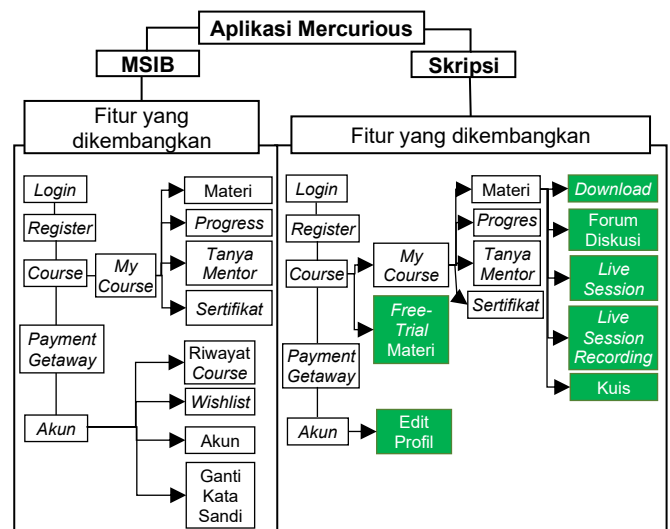 Aplikasi Mercurious
MSIB
Skripsi
Fitur yang
dikembangkan
Login
Register
Course
Payment
Getaway
Akun
My
Course
Materi
Progress
Tanya
Mentor
Sertifikat
Riwayat
Course
Wishlist
Akun
Ganti
Kata
Sandi
Fitur yang dikembangkan
Login
Register
Course
Payment
Getaway
Akun
My
Course
Free-
Trial
Materi
Edit
Profil
Materi
Progres
Tanya
Mentor
Sertifikat
Download
Forum
Diskusi
Live
Session
Live
Session
Recording
Kuis